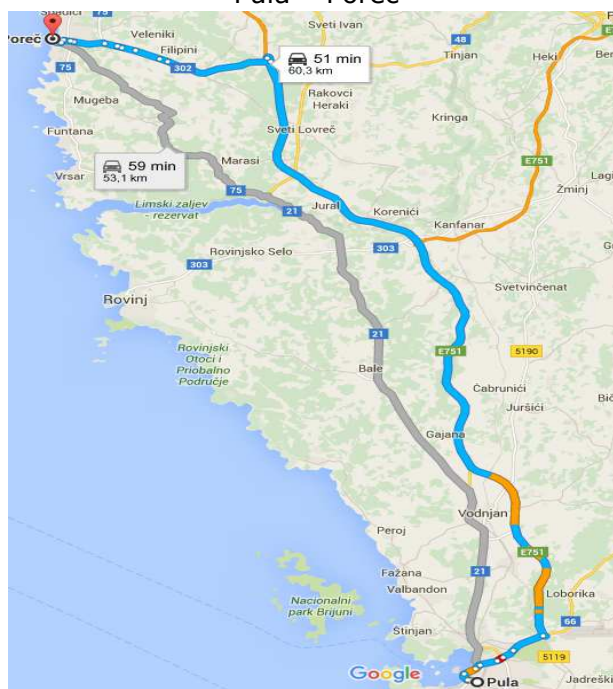 Pula – Poreč
Spadići
Poreč
Veleniki
Filipini
Sveti Ivan
51 min
60,3 km
48
Tinjan
Heki
302
75
75
Mugeba
Rakovci
Heraki
Kringa
Funtana
Sveti Lovreč
E751
59 min
53,1 km
Marasi
Vrsar
Žminj
Limski zaljev
- rezervat
75
21
Jural
Korenići
Kanfanar
303
Rovinjsko Selo
303
Svetvinčenat
Rovinj
21
E751
5190
Rovinjski
Otoci i
Priobalno
Područje
Bale
Čabrunići
Juršići
Gajana
Vodnjan
Peroj
E751
Fažana
Valbandon
21
Loborika
Nacionalni
park Brijuni
66
Štinjan
5119
Google
Pula
Jadreški